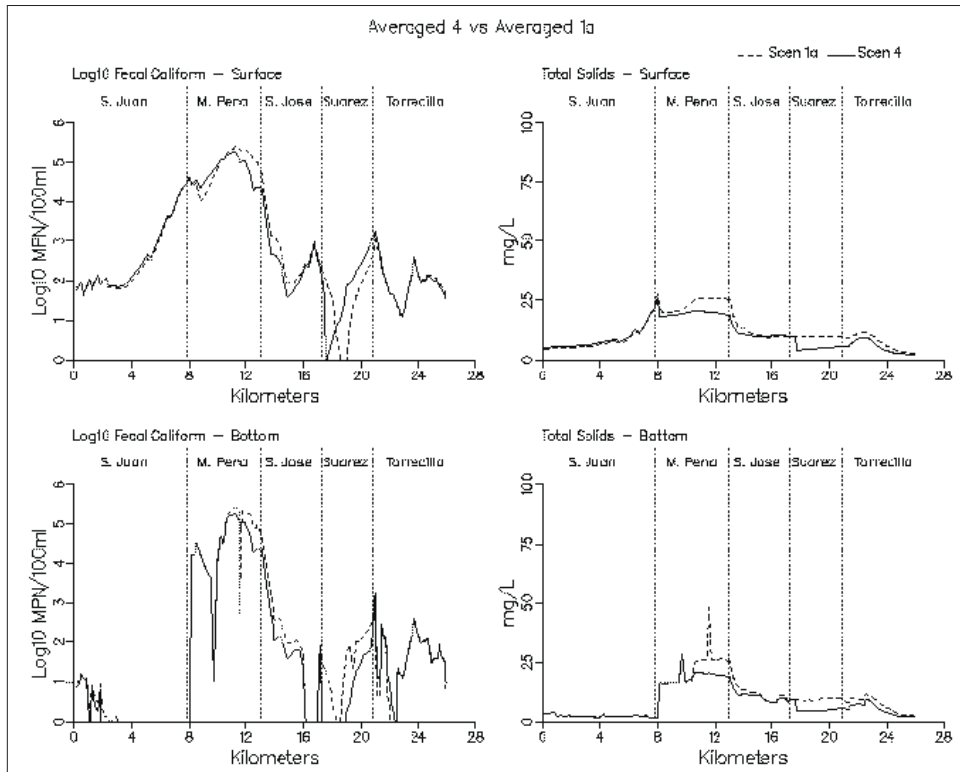 Averaged 4 vs Averaged 1a
Scen 1a Scen 4
Log10 Fecal Caliform – Surface
S. Juan M. Pena S. Jose Suarez Torrecilla
Log10 MPN/100ml
6
5
4
3
2
1
0
0 4 8 12 16 20 24 28
Kilometers
Total Solids – Surface
S. Juan M. Pena S. Jose Suarez Torrecilla
mg/L
100
75
50
25
0
0 4 8 12 16 20 24 28
Kilometers
Log10 Fecal Caliform – Bottom
S. Juan M. Pena S. Jose Suarez Torrecilla
Log10 MPN/100ml
6
5
4
3
2
1
0
0 4 8 12 16 20 24 28
Kilometers
Total Solids – Bottom
S. Juan M. Pena S. Jose Suarez Torrecilla
mg/L
100
75
50
25
0
0 4 8 12 16 20 24 28
Kilometers